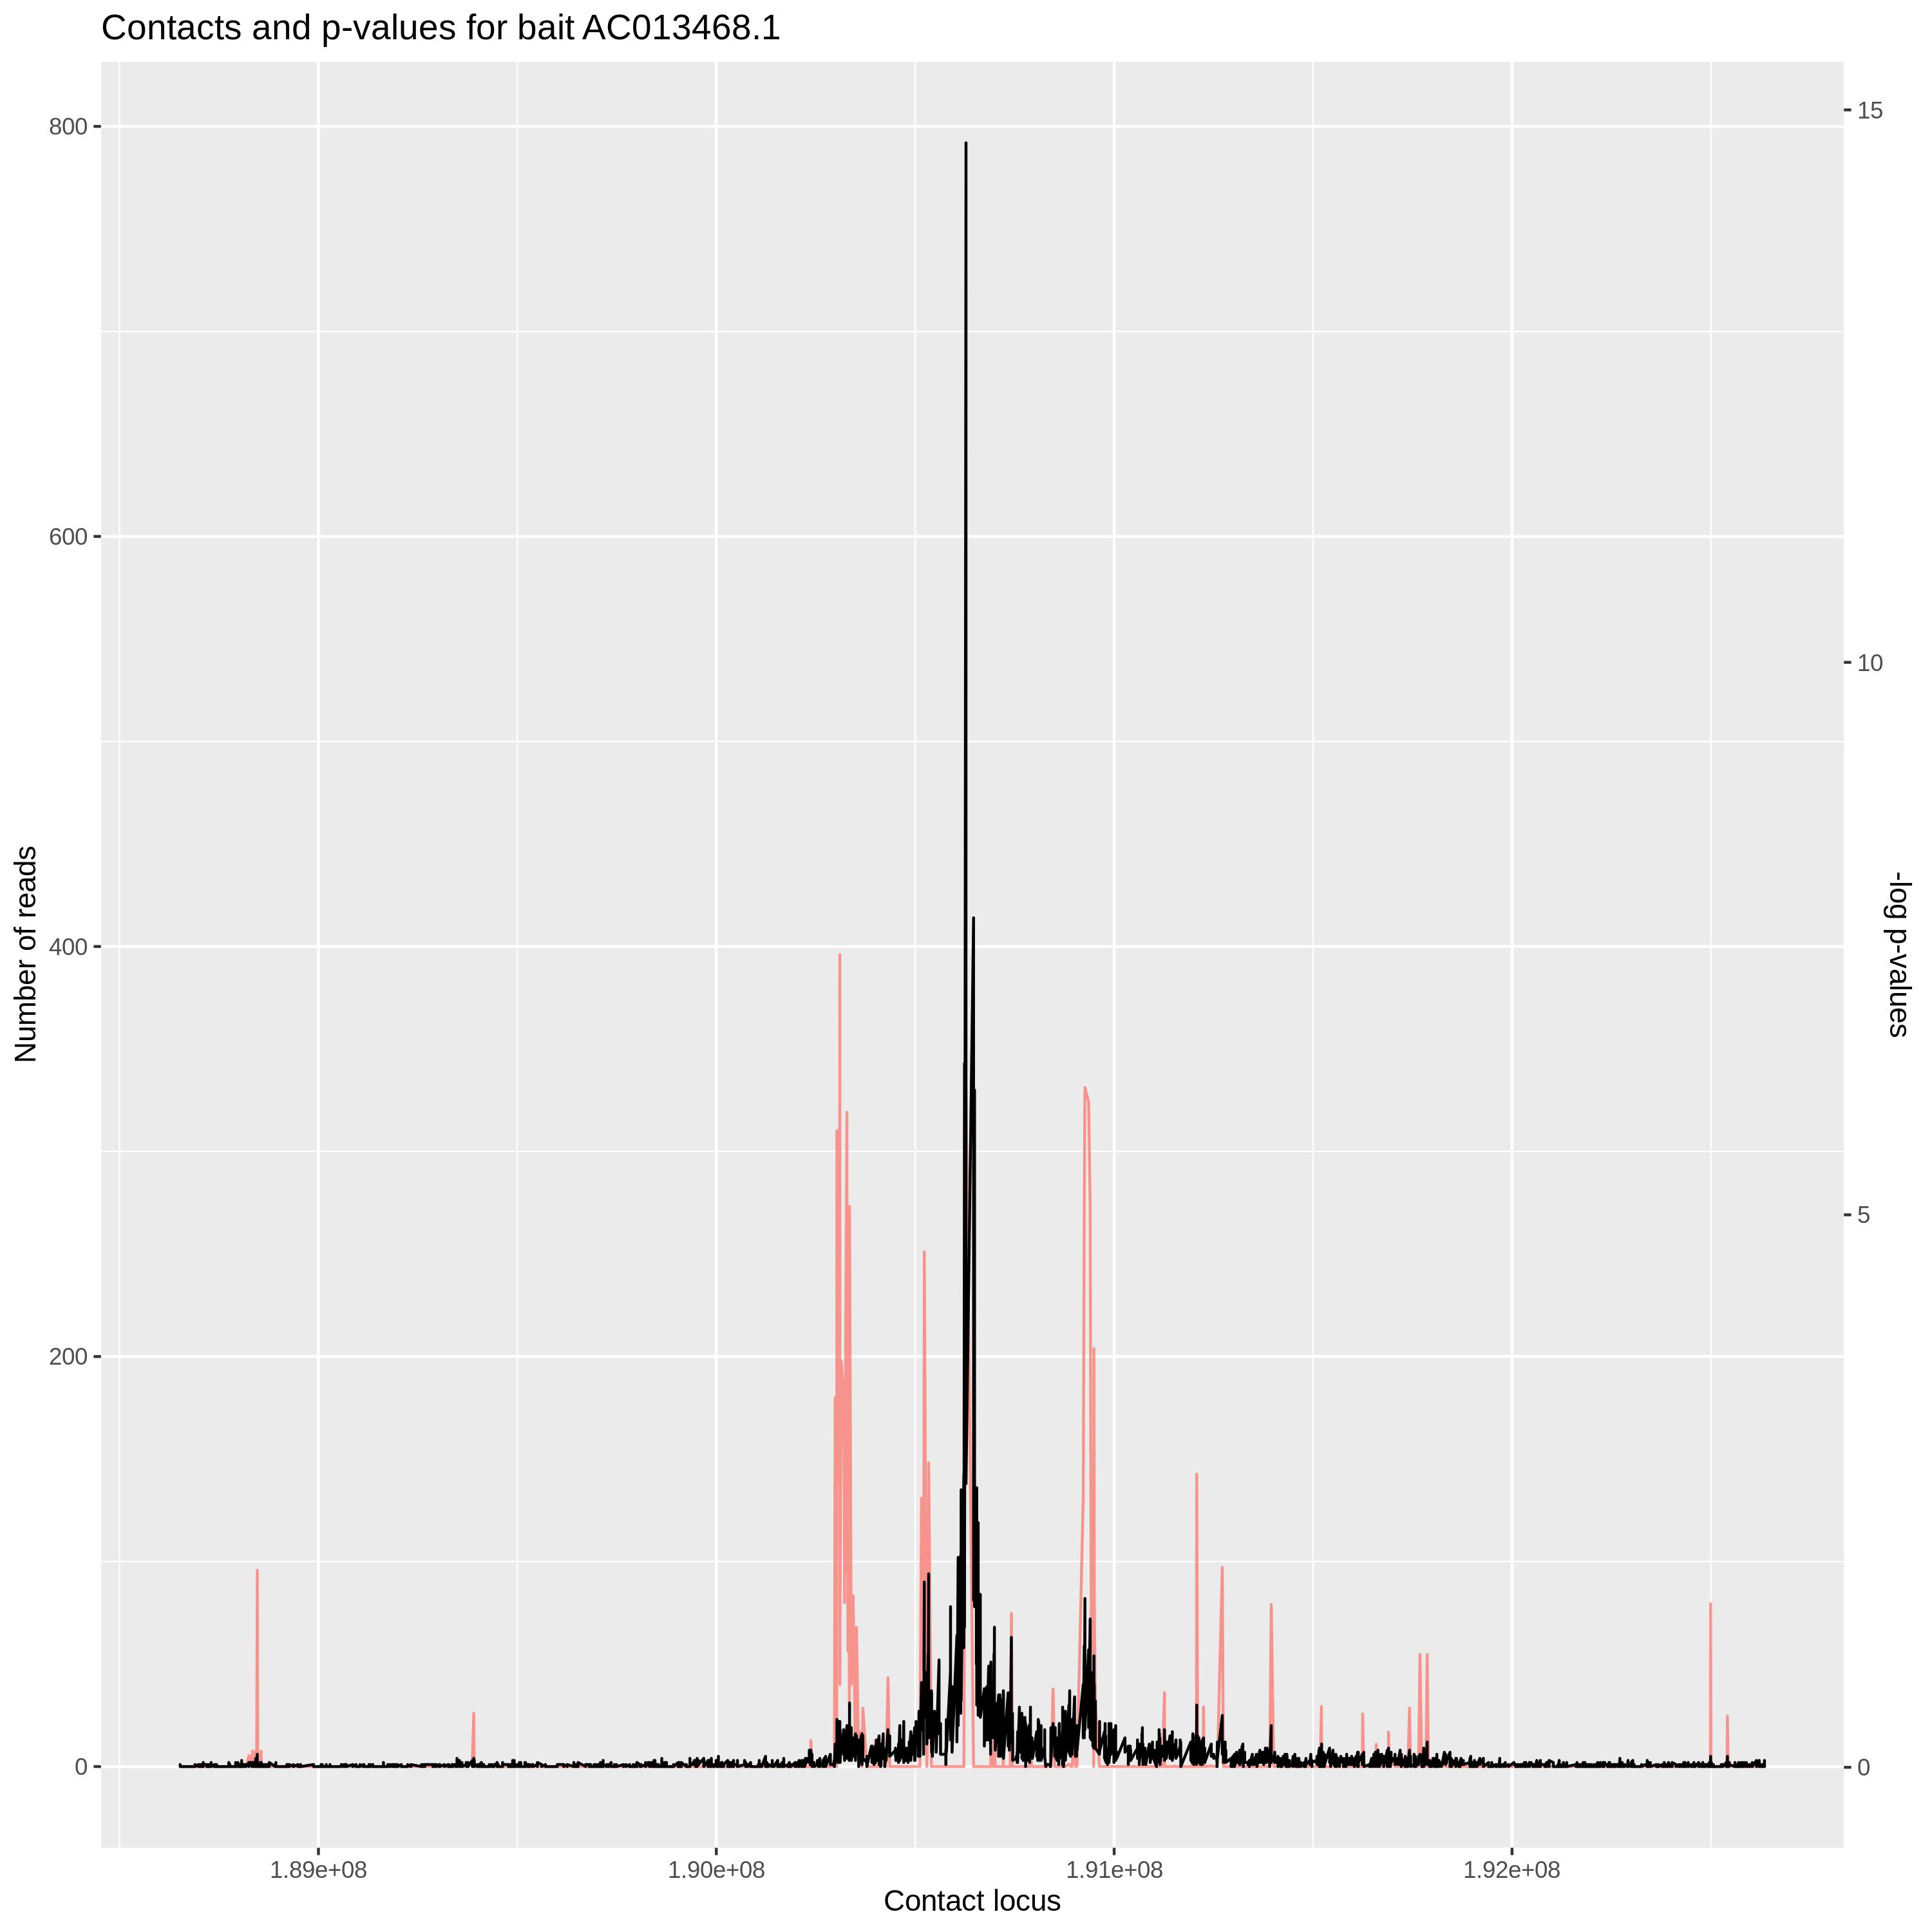 Contacts and p-values for bait AC013468.1
800
600
400
200
0
Number of reads
15
10
5
0
-log p-values
1.89e+08 1.90e+08 1.91e+08 1.92e+08
Contact locus